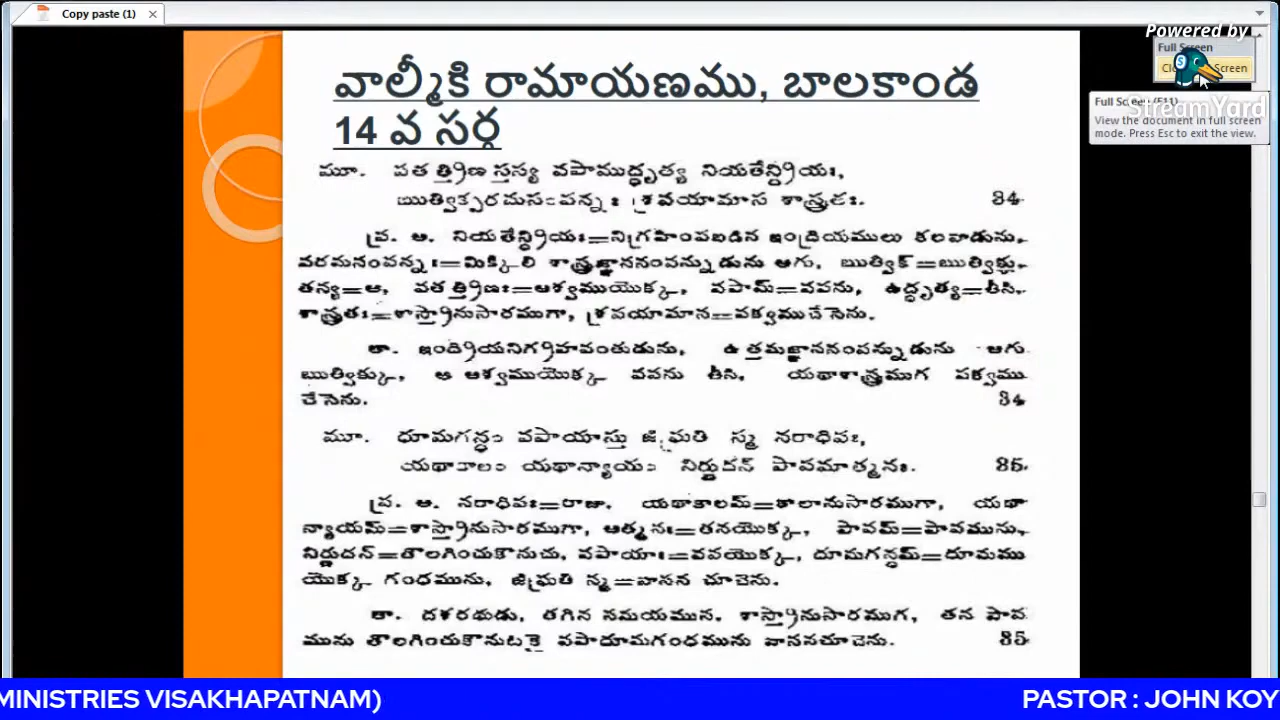 Copy paste (1)
Powered by
Full Screen
StreamYard
Full Screen (F11)
View the document in full screen
mode. Press Esc to exit the view.
వాల్మీకి రామాయణము, బాలకాండ
14 వ సర్గ
మూ. పతత్త్రిణ స్తస్య వపాముద్ధృత్య నియతేన్ద్రియః,
ఋత్విక్పరమసంపన్నః శ్రపయామాస శాస్త్రతః. 34
ప్ర. అ. నియతేన్ద్రియః=నిగ్రహింపబడిన ఇంద్రియములు కలవాడును,
పరమసంపన్నః=మిక్కిలి శాస్త్రజ్ఞానసంపన్నుడును ఆగు, ఋత్విక్=ఋత్విక్కు,
తస్య=ఆ, పతత్త్రిణః=అశ్వముయొక్క, వపామ్=వపను, ఉద్ధృత్య=తీసి,
శాస్త్రతః=శాస్త్రానుసారముగా, శ్రపయామాస=పక్వముచేసెను.
తా. ఇంద్రియనిగ్రహవంతుడును, ఉత్తమజ్ఞానసంపన్నుడును ఆగు
ఋత్విక్కు, ఆ అశ్వముయొక్క వపను తీసి, యథాశాస్త్రముగ పక్వము
చేసెను. 34
మూ. ధూమగన్ధం వపాయాస్తు జిఘ్రతి స్మ నరాధిపః,
యథాకాలం యథాన్యాయం నిర్ణుదన్ పాపమాత్మనః. 35
ప్ర. అ. నరాధిపః=రాజు, యథాకాలమ్=కాలానుసారముగా, యథా
న్యాయమ్=శాస్త్రానుసారముగా, ఆత్మనః=తనయొక్క, పాపమ్=పాపమును,
నిర్ణుదన్=తొలగించుకొనుచు, వపాయాః=వపయొక్క, ధూమగన్ధమ్=ధూమము
యొక్క గంధమును, జిఘ్రతి స్మ=వాసన చూచెను.
తా. దశరథుడు, తగిన సమయమున, శాస్త్రానుసారముగ, తన పాప
మును తొలగించుకొనుటకై వపాధూమగంధమును వాసనచూచెను. 35
MINISTRIES VISAKHAPATNAM) PASTOR : JOHN KOY